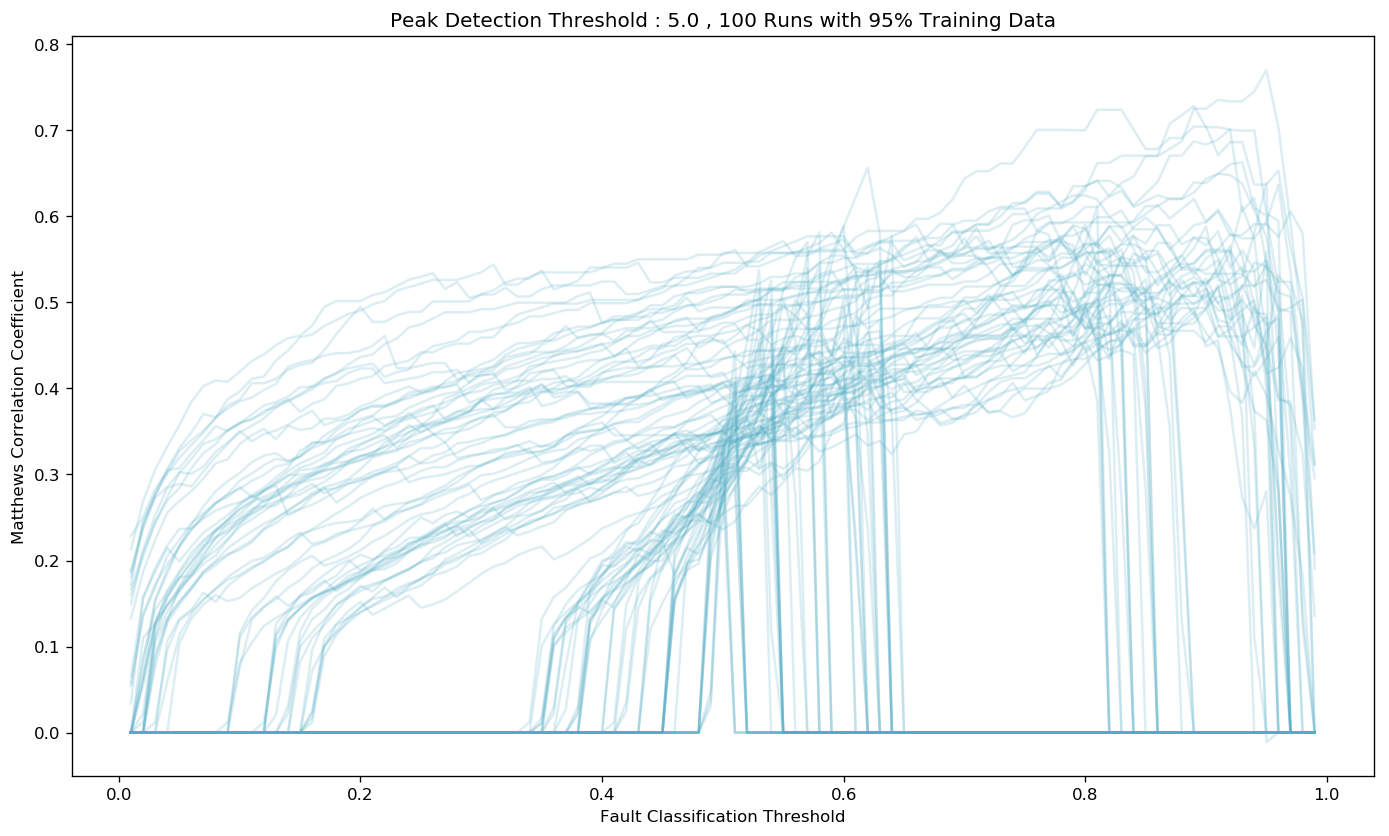 Peak Detection Threshold : 5.0 , 100 Runs with 95% Training Data
Matthews Correlation Coefficient
0.8
0.7
0.6
0.5
0.4
0.3
0.2
0.1
0.0
0.0 0.2 0.4 0.6 0.8 1.0
Fault Classification Threshold